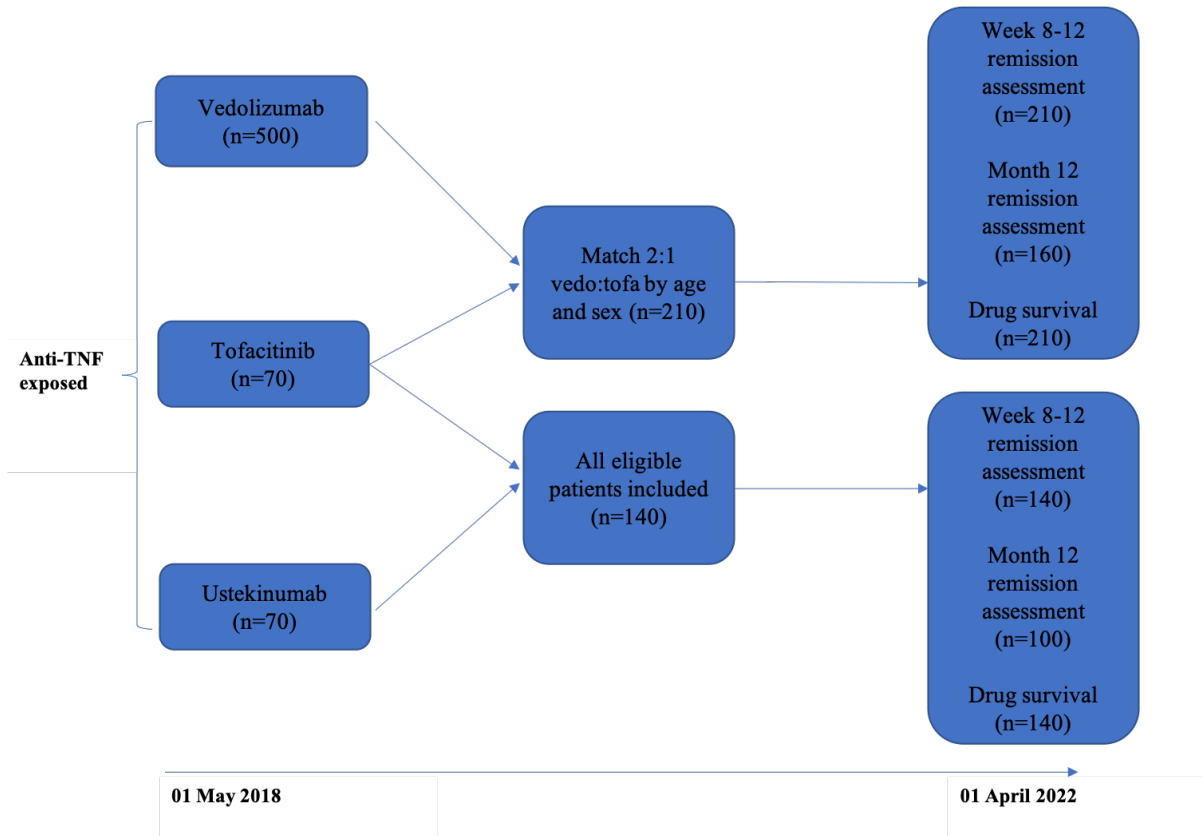 Anti-TNF
exposed
Vedolizumab
(n=500)
Tofacitinib
(n=70)
Ustekinumab
(n=70)
Match 2:1
vedo:tofa by age
and sex (n=210)
All eligible
patients included
(n=140)
Week 8-12
remission
assessment
(n=210)
Month 12
remission
assessment
(n=160)
Drug survival
(n=210)
Week 8-12
remission
assessment
(n=140)
Month 12
remission
assessment
(n=100)
Drug survival
(n=140)
01 May 2018
01 April 2022